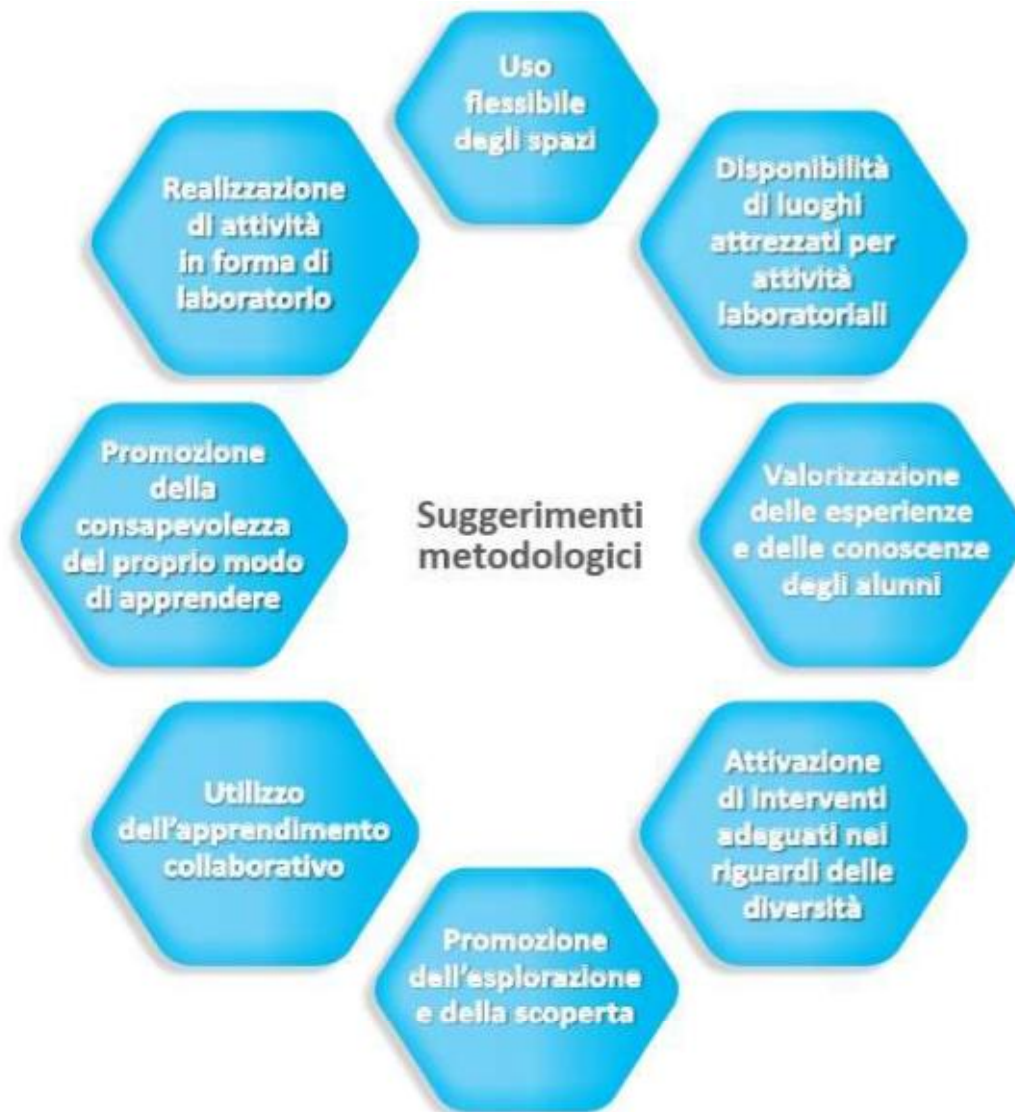 Uso
flessibile
degli spazi
Disponibilità
di luoghi
attrezzati per
attività
laboratoriali
Valorizzazione
delle esperienze
e delle conoscenze
degli alunni
Attivazione
di interventi
adeguati nei
riguardi delle
diversità
Promozione
dell'esplorazione
e della scoperta
Utilizzo
dell'apprendimento
collaborativo
Promozione
della
consapevolezza
del proprio modo
di apprendere
Realizzazione
di attività
in forma di
laboratorio
Suggerimenti
metodologici